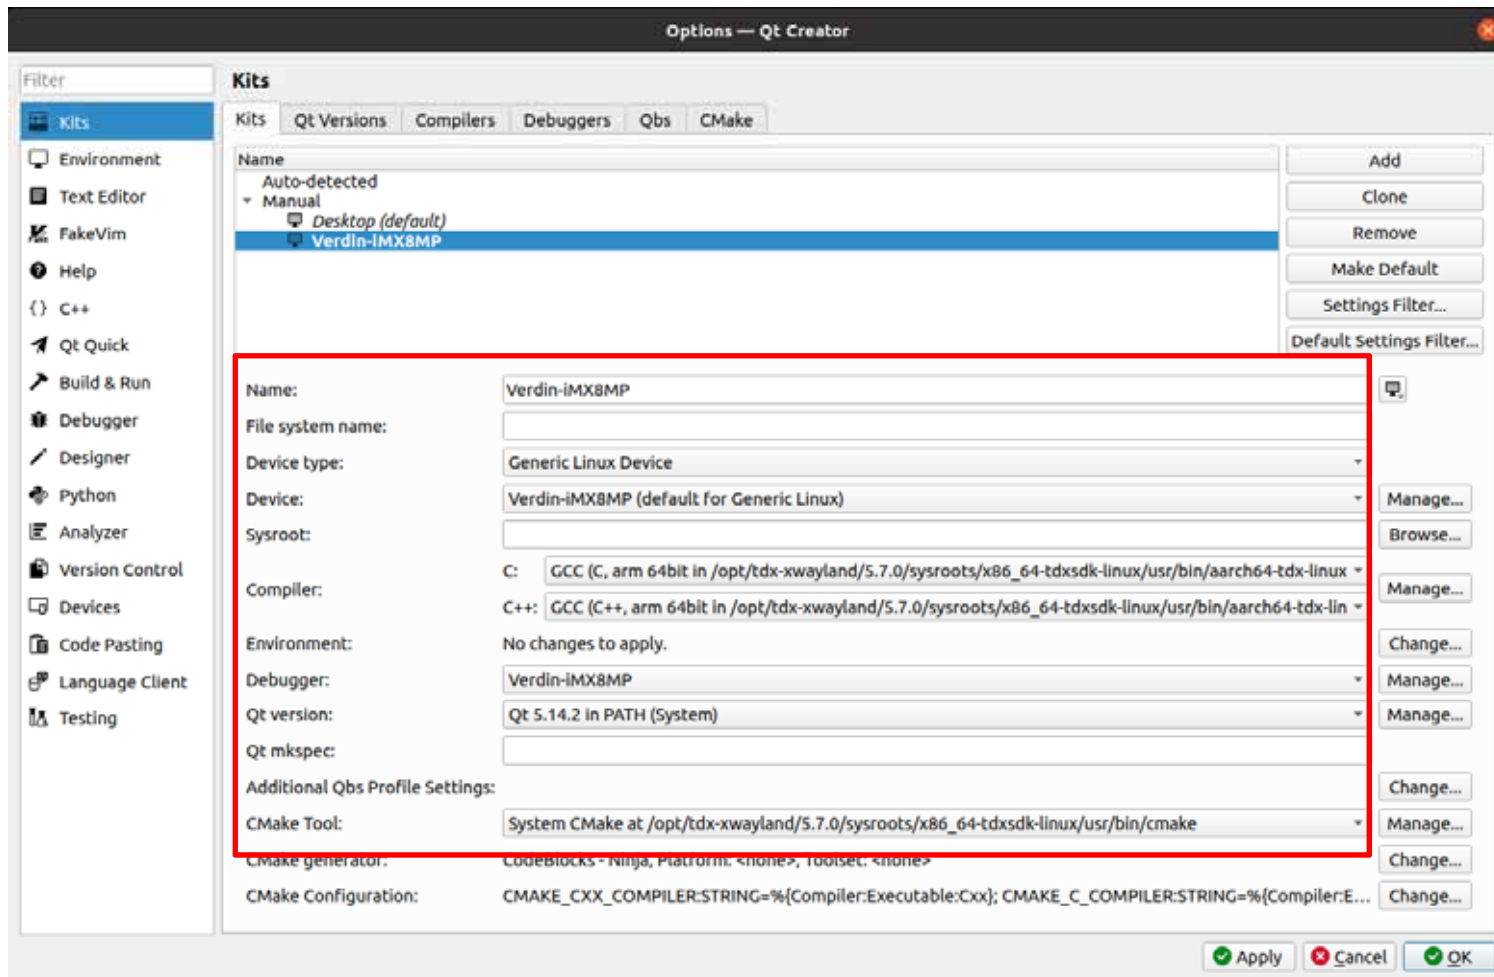 Options — Qt Creator
Filter
Kits
Kits
Environment
Text Editor
FakeVim
Help
C++
Qt Quick
Build & Run
Debugger
Designer
Python
Analyzer
Version Control
Devices
Code Pasting
Language Client
Testing
Kits Qt Versions Compilers Debuggers Qbs CMake
Name
Auto-detected
Manual
Desktop (default)
Verdin-iMX8MP
Add
Clone
Remove
Make Default
Settings Filter...
Default Settings Filter...
Name: Verdin-iMX8MP
File system name:
Device type: Generic Linux Device
Device: Verdin-iMX8MP (default for Generic Linux) Manage...
Sysroot: Browse...
Compiler: C: GCC (C, arm 64bit in /opt/tdx-xwayland/5.7.0/sysroots/x86_64-tdxsdk-linux/usr/bin/aarch64-tdx-linux Manage...
C++: GCC (C++, arm 64bit in /opt/tdx-xwayland/5.7.0/sysroots/x86_64-tdxsdk-linux/usr/bin/aarch64-tdx-lin
Environment: No changes to apply. Change...
Debugger: Verdin-iMX8MP Manage...
Qt version: Qt 5.14.2 in PATH (System) Manage...
Qt mkspec:
Additional Qbs Profile Settings: Change...
CMake Tool: System CMake at /opt/tdx-xwayland/5.7.0/sysroots/x86_64-tdxsdk-linux/usr/bin/cmake Manage...
CMake generator: CodeBlocks - Ninja, Platform: <none>, Toolset: <none> Change...
CMake Configuration: CMAKE_CXX_COMPILER:STRING=%{Compiler:Executable:Cxx}; CMAKE_C_COMPILER:STRING=%{Compiler:E... Change...
Apply Cancel OK